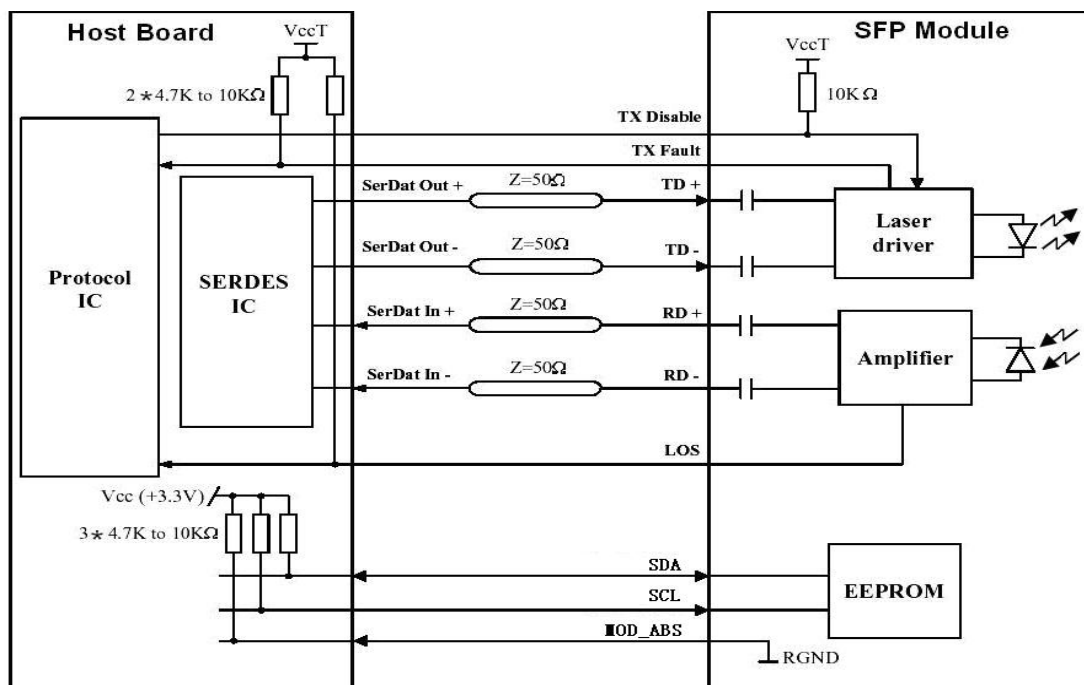 Host Board
SFP Module
VccT
VccT
2*4.7K to 10KΩ
10KΩ
TX Disable
TX Fault
SerDat Out +
Z=50Ω
TD +
Laser
driver
SerDat Out -
Z=50Ω
TD -
Protocol
IC
SERDES
IC
SerDat In +
Z=50Ω
RD +
Amplifier
SerDat In -
Z=50Ω
RD -
LOS
Vcc (+3.3V)
3*4.7K to 10KΩ
SDA
EEPROM
SCL
MOD_ABS
RGND